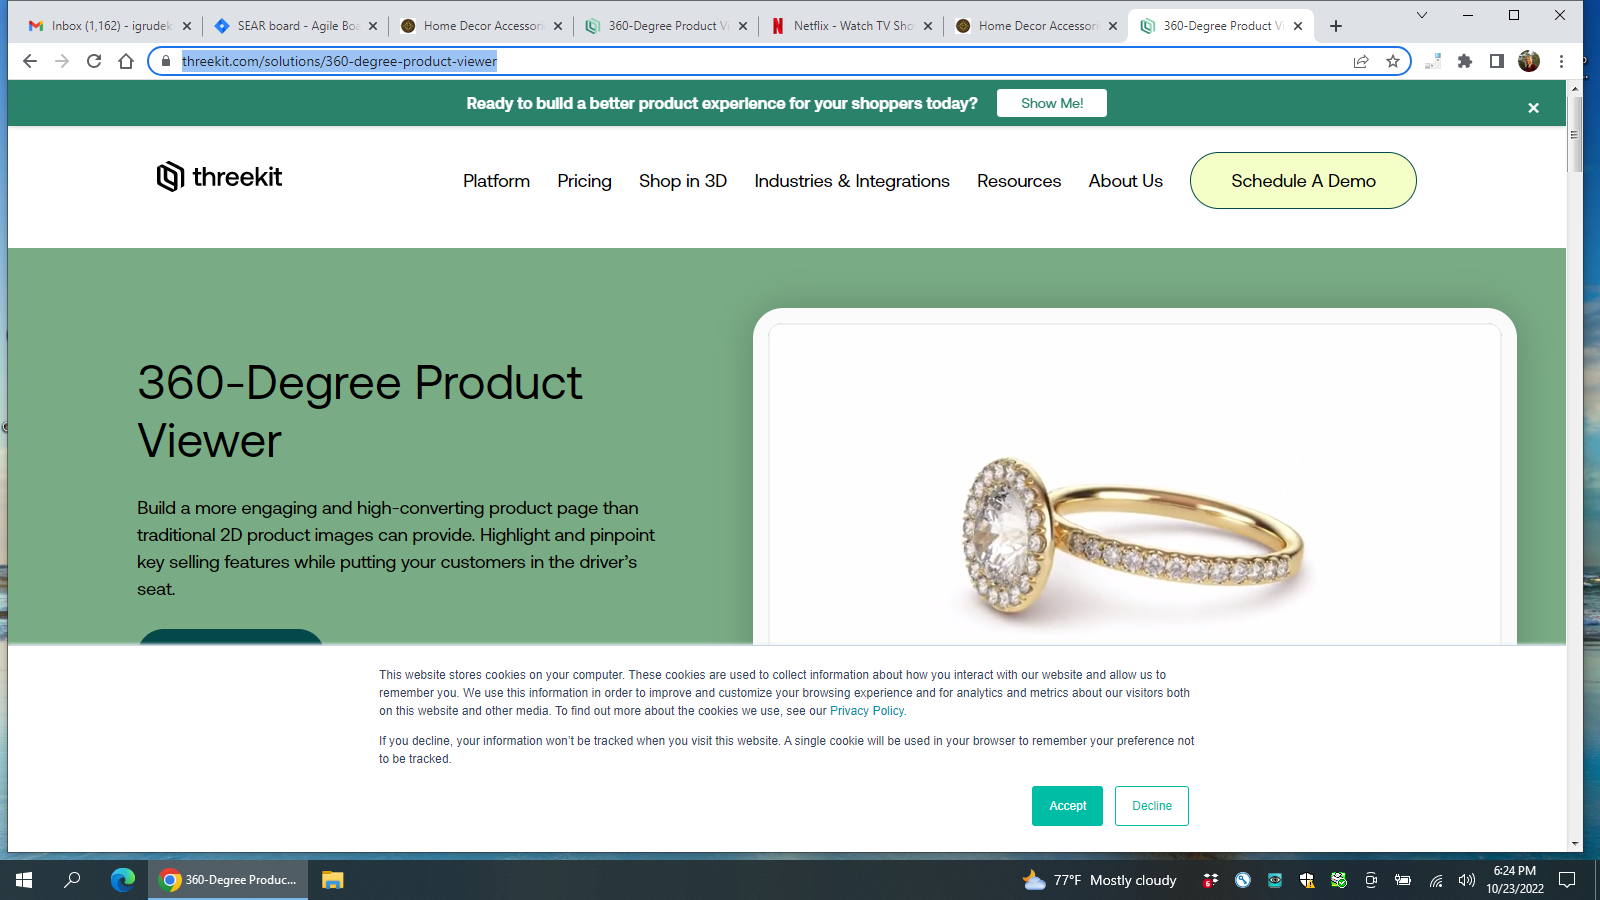 Inbox (1,162) - igrudek
SEAR board - Agile Boa
Home Decor Accessori
360-Degree Product Vi
Netflix - Watch TV Sho
Home Decor Accessori
360-Degree Product Vi
threekit.com/solutions/360-degree-product-viewer
Ready to build a better product experience for your shoppers today?
Show Me!
threekit
Platform
Pricing
Shop in 3D
Industries & Integrations
Resources
About Us
Schedule A Demo
360-Degree Product
Viewer
Build a more engaging and high-converting product page than
traditional 2D product images can provide. Highlight and pinpoint
key selling features while putting your customers in the driver’s
seat.
This website stores cookies on your computer. These cookies are used to collect information about how you interact with our website and allow us to
remember you. We use this information in order to improve and customize your browsing experience and for analytics and metrics about our visitors both
on this website and other media. To find out more about the cookies we use, see our Privacy Policy.
If you decline, your information won’t be tracked when you visit this website. A single cookie will be used in your browser to remember your preference not
to be tracked.
Accept
Decline
360-Degree Produc...
77°F Mostly cloudy
6:24 PM
10/23/2022